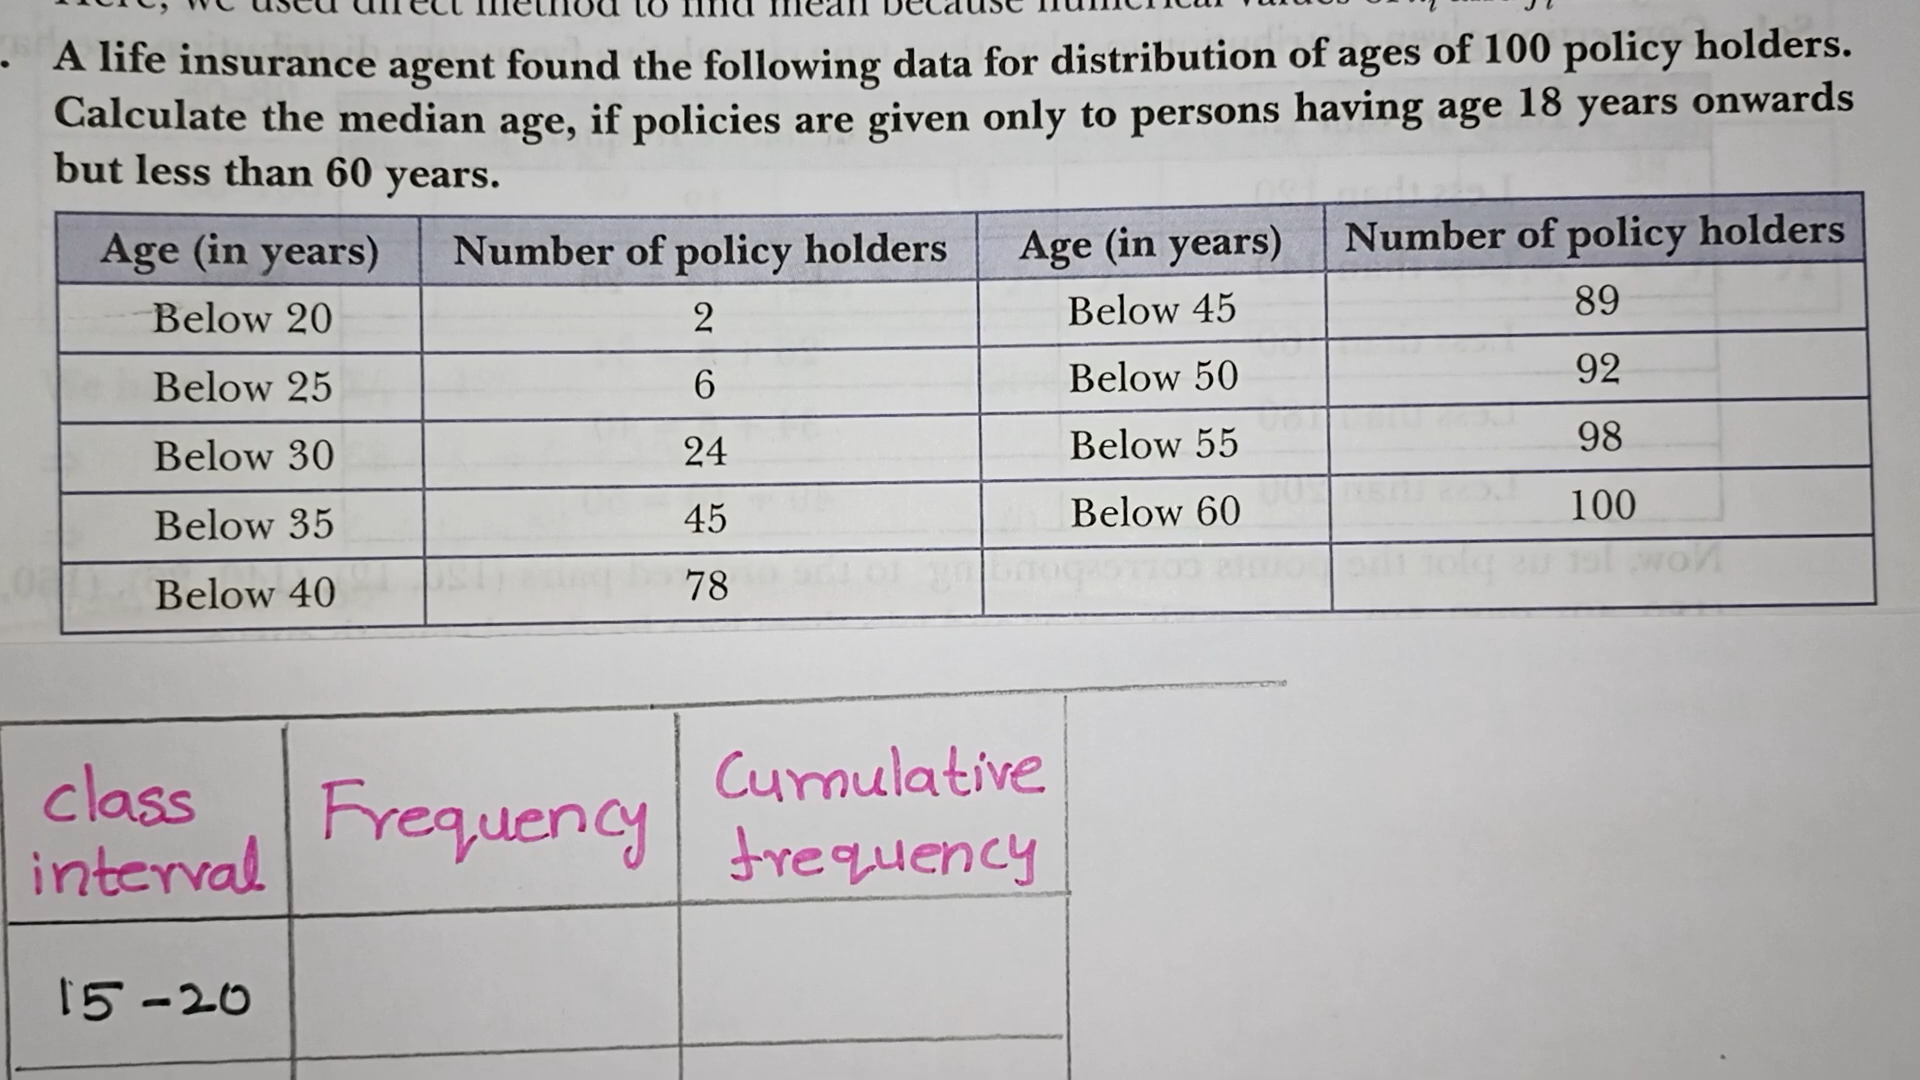 A life insurance agent found the following data for distribution of ages of 100 policy holders.
Calculate the median age, if policies are given only to persons having age 18 years onwards
but less than 60 years.
Age (in years) Number of policy holders Age (in years) Number of policy holders
Below 20 2 Below 45 89
Below 25 6 Below 50 92
Below 30 24 Below 55 98
Below 35 45 Below 60 100
Below 40 78
class interval Frequency Cumulative frequency
15-20